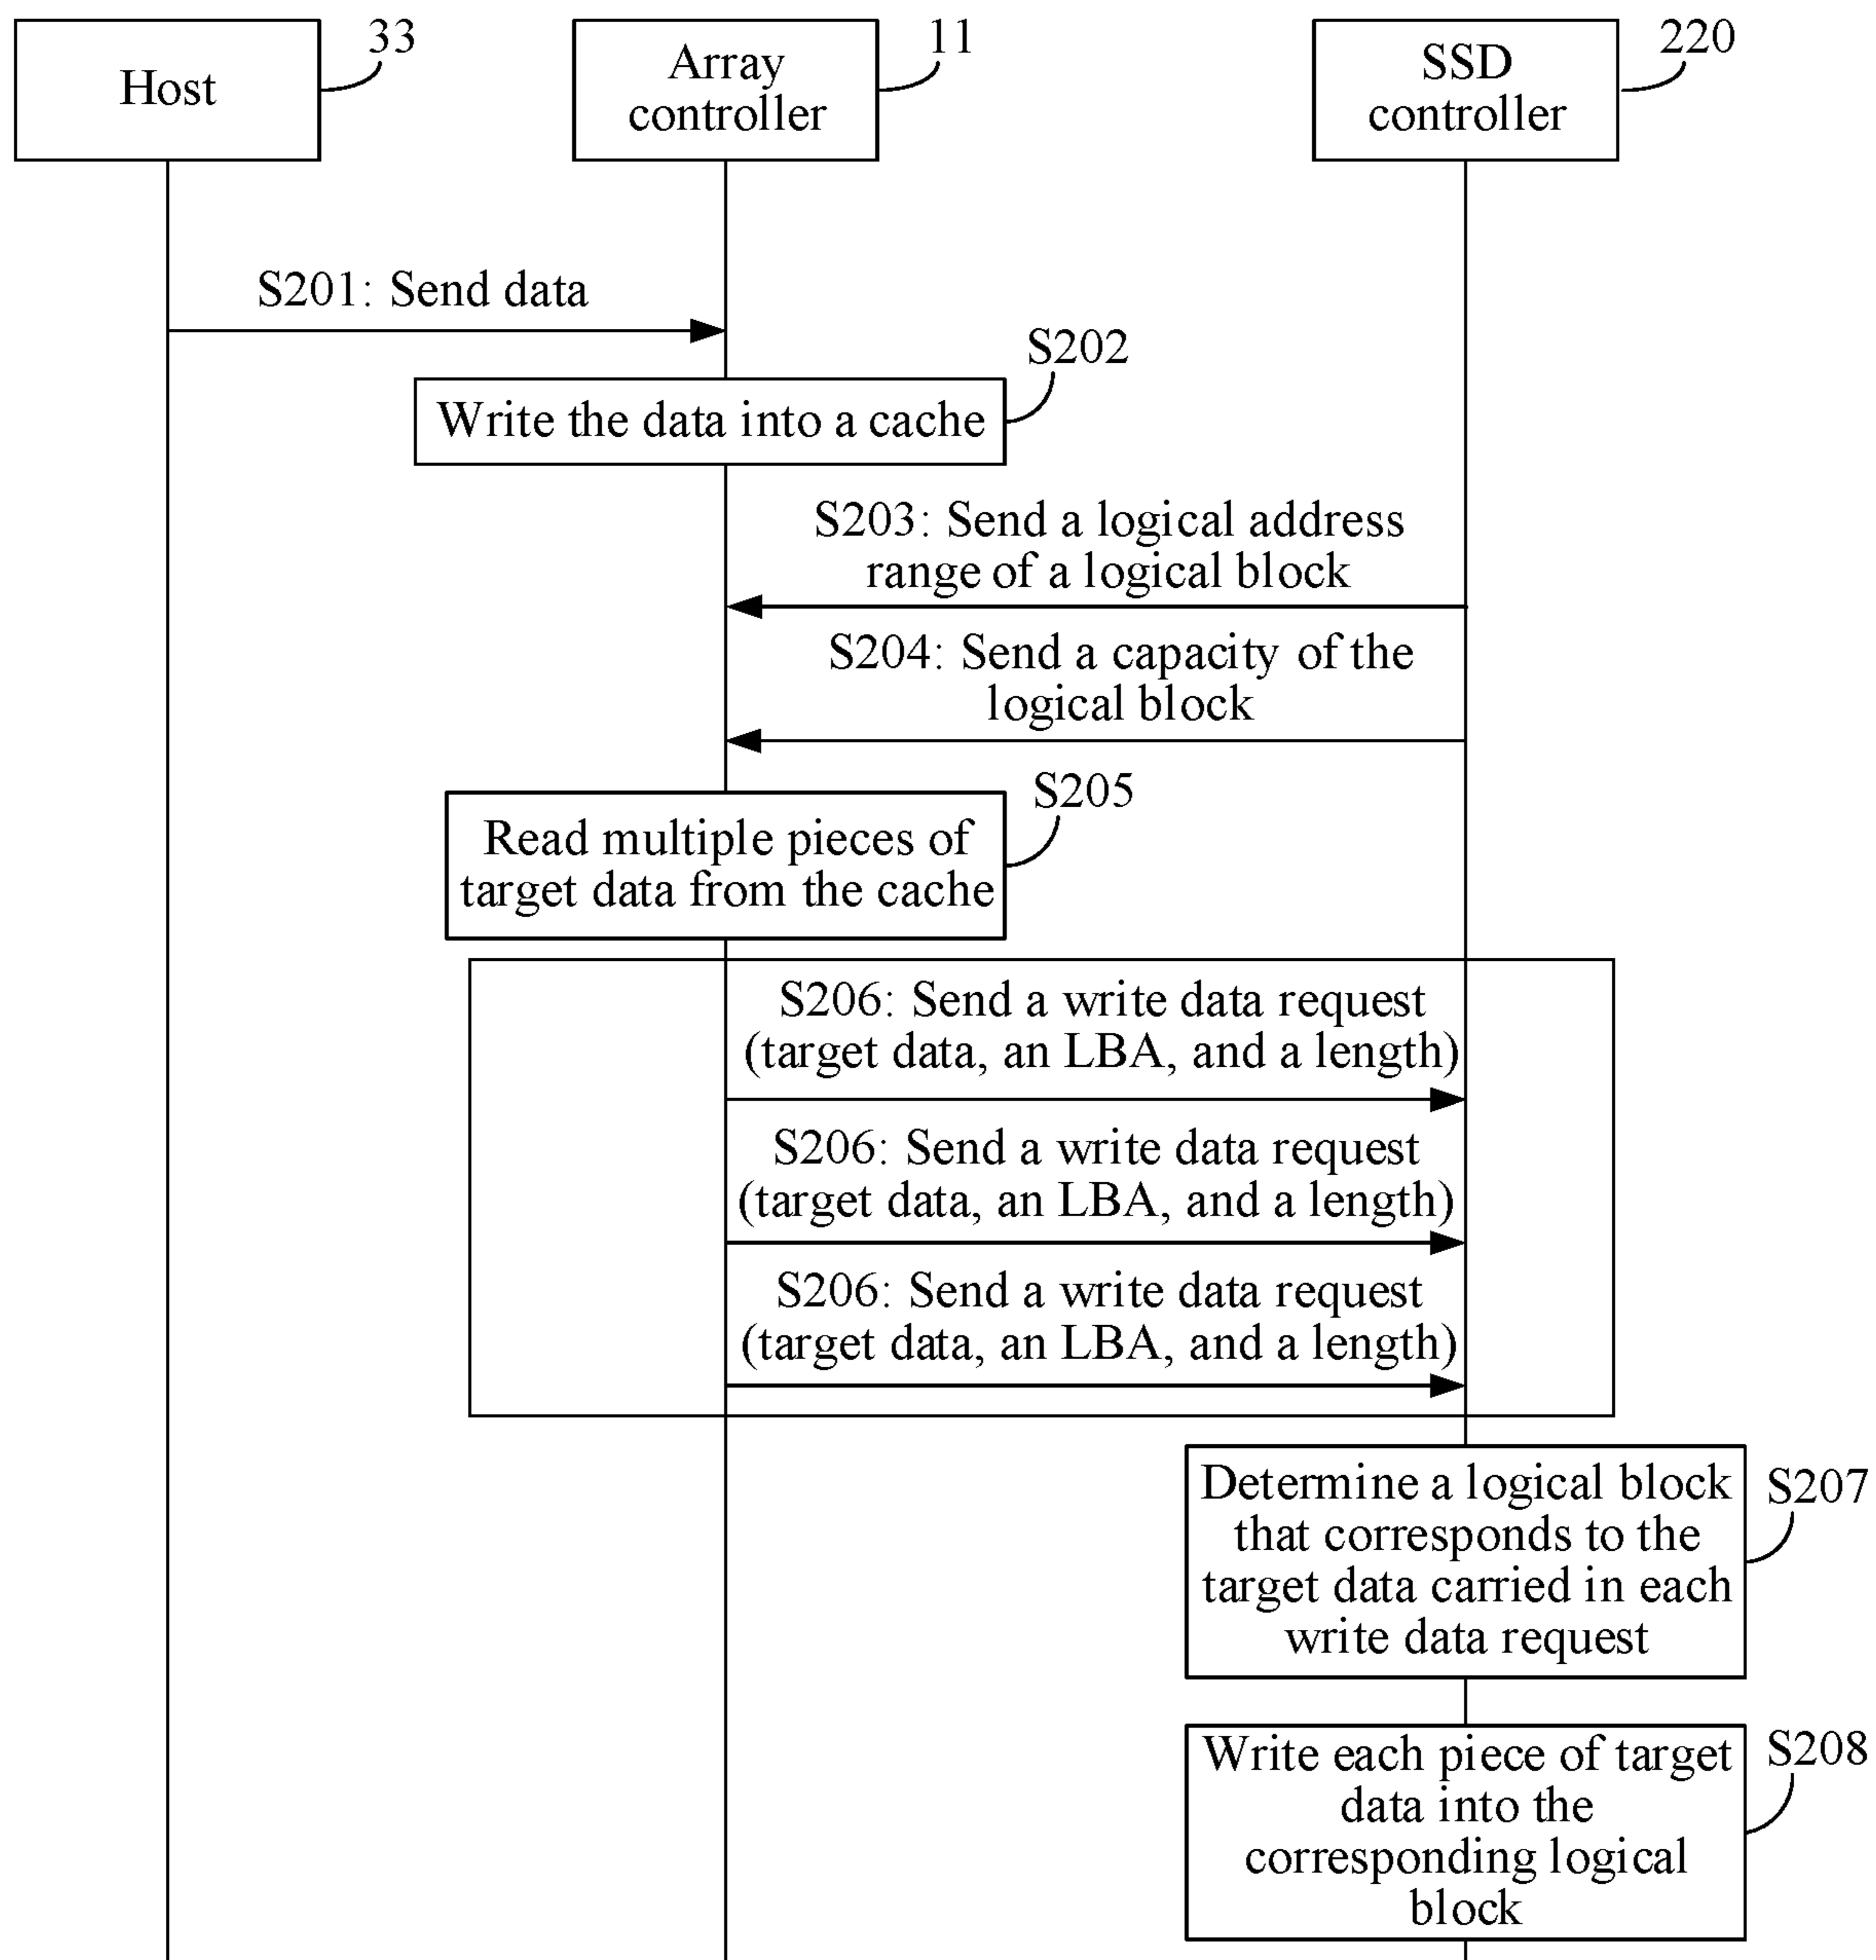 Host
33
Array
controller
11
SSD
controller
220
S201: Send data
S202
Write the data into a cache
S203: Send a logical address
range of a logical block
S204: Send a capacity of the
logical block
S205
Read multiple pieces of
target data from the cache
S206: Send a write data request
(target data, an LBA, and a length)
S206: Send a write data request
(target data, an LBA, and a length)
S206: Send a write data request
(target data, an LBA, and a length)
Determine a logical block
that corresponds to the
target data carried in each
write data request
S207
Write each piece of target
data into the
corresponding logical
block
S208